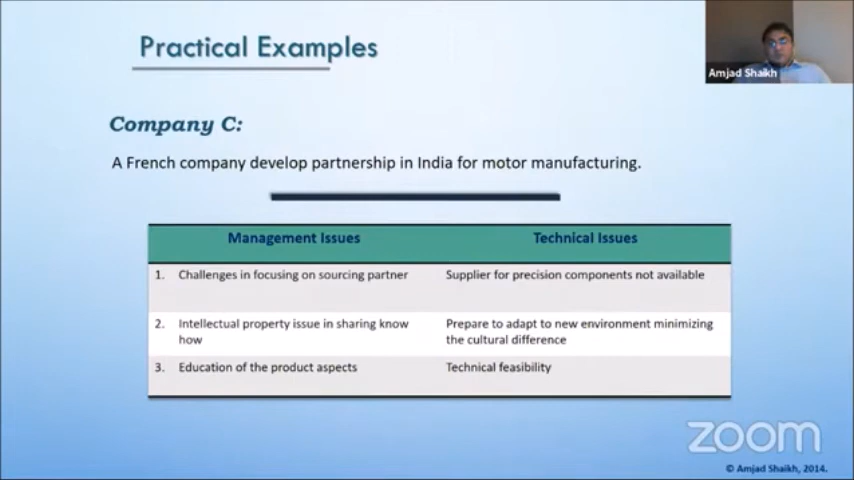 Practical Examples
Amjad Shaikh
Company C:
A French company develop partnership in India for motor manufacturing.
Management Issues Technical Issues
1. Challenges in focusing on sourcing partner Supplier for precision components not available
2. Intellectual property issue in sharing know Prepare to adapt to new environment minimizing
how the cultural difference
3. Education of the product aspects Technical feasibility
zoom
© Amjad Shaikh, 2014.